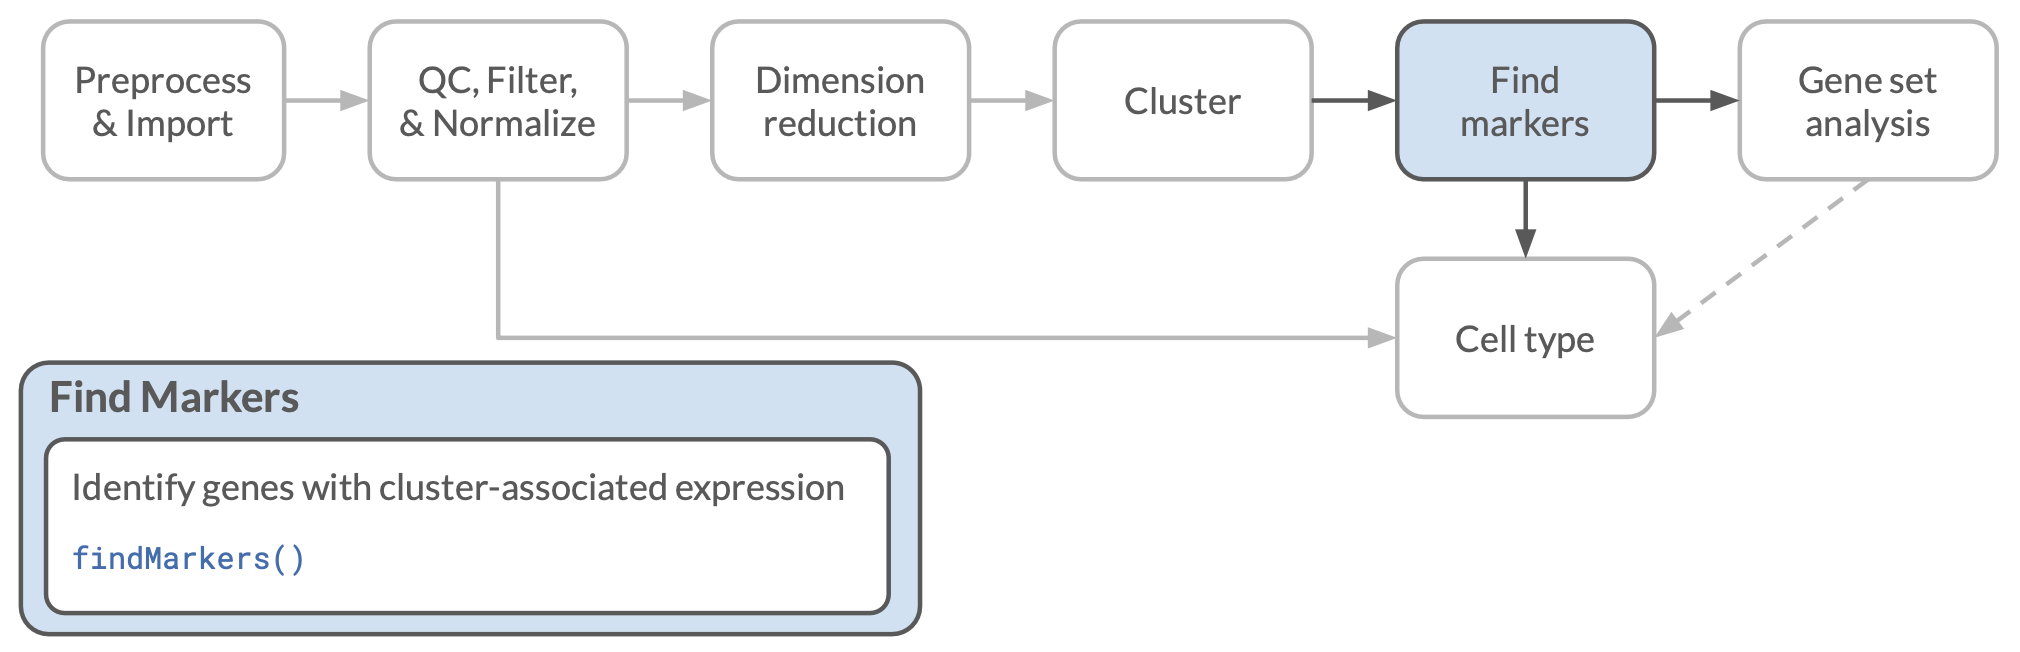 Preprocess
& Import
QC, Filter,
& Normalize
Dimension
reduction
Cluster
Find
markers
Gene set
analysis
Cell type
Find Markers
Identify genes with cluster-associated expression
findMarkers()